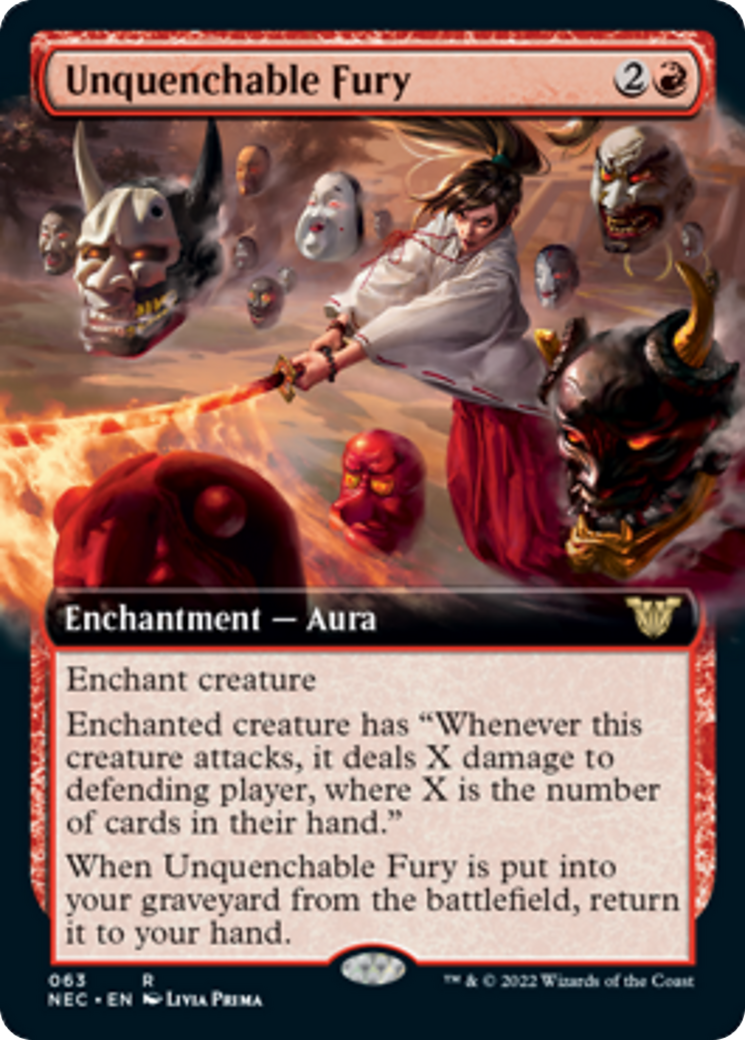 Unquenchable Fury 2
Enchantment — Aura
Enchant creature
Enchanted creature has “Whenever this
creature attacks, it deals X damage to
defending player, where X is the number
of cards in their hand.”
When Unquenchable Fury is put into
your graveyard from the battlefield, return
it to your hand.
063 R
NEC • EN Livia Prima
™ & © 2022 Wizards of the Coast